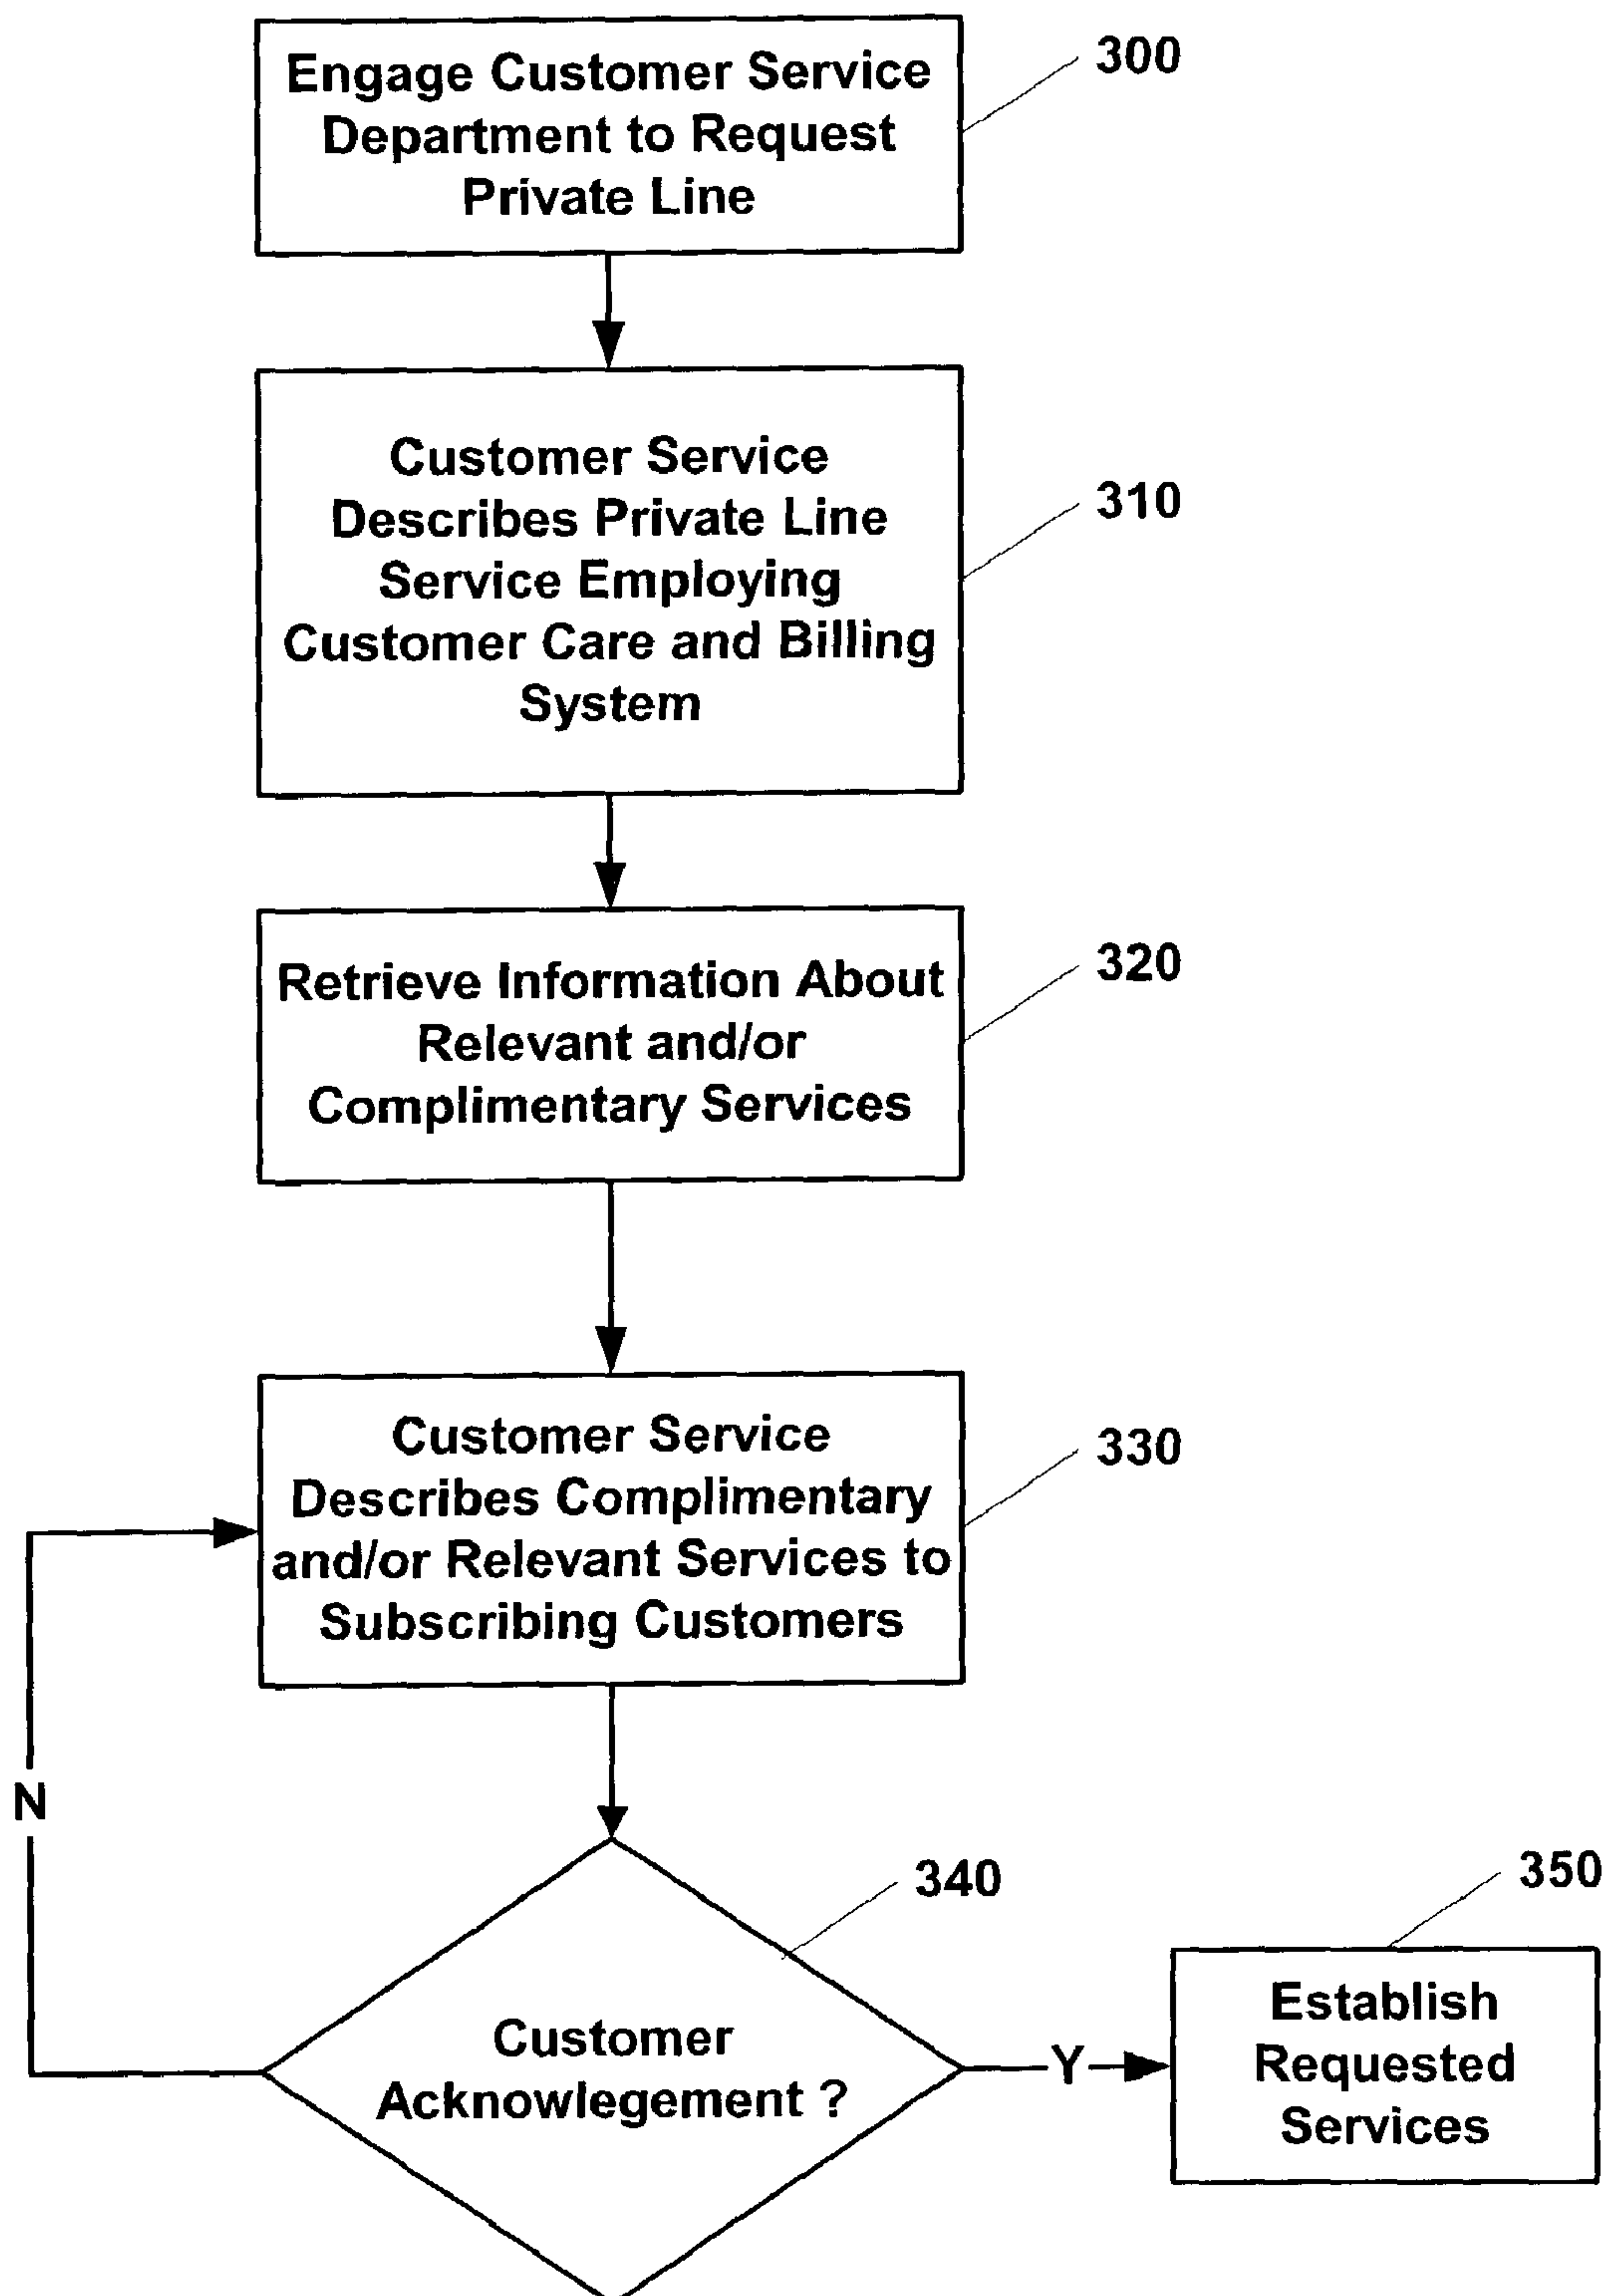 Engage Customer Service
Department to Request
Private Line
300
Customer Service
Describes Private Line
Service Employing
Customer Care and Billing
System
310
Retrieve Information About
Relevant and/or
Complimentary Services
320
Customer Service
Describes Complimentary
and/or Relevant Services to
Subscribing Customers
330
N
340
Customer
Acknowlegement ?
Y
350
Establish
Requested
Services